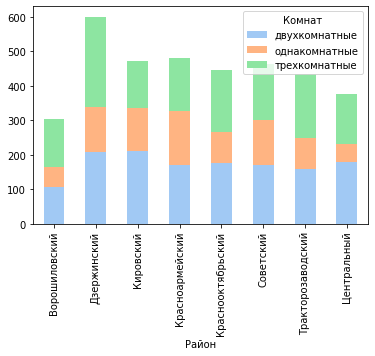 Комнат
двухкомнатные
однакомнатные
трехкомнатные
600
500
400
300
200
100
0
Ворошиловский
Дзержинский
Кировский
Красноармейский
Краснооктябрьский
Советский
Тракторозаводский
Центральный
Район